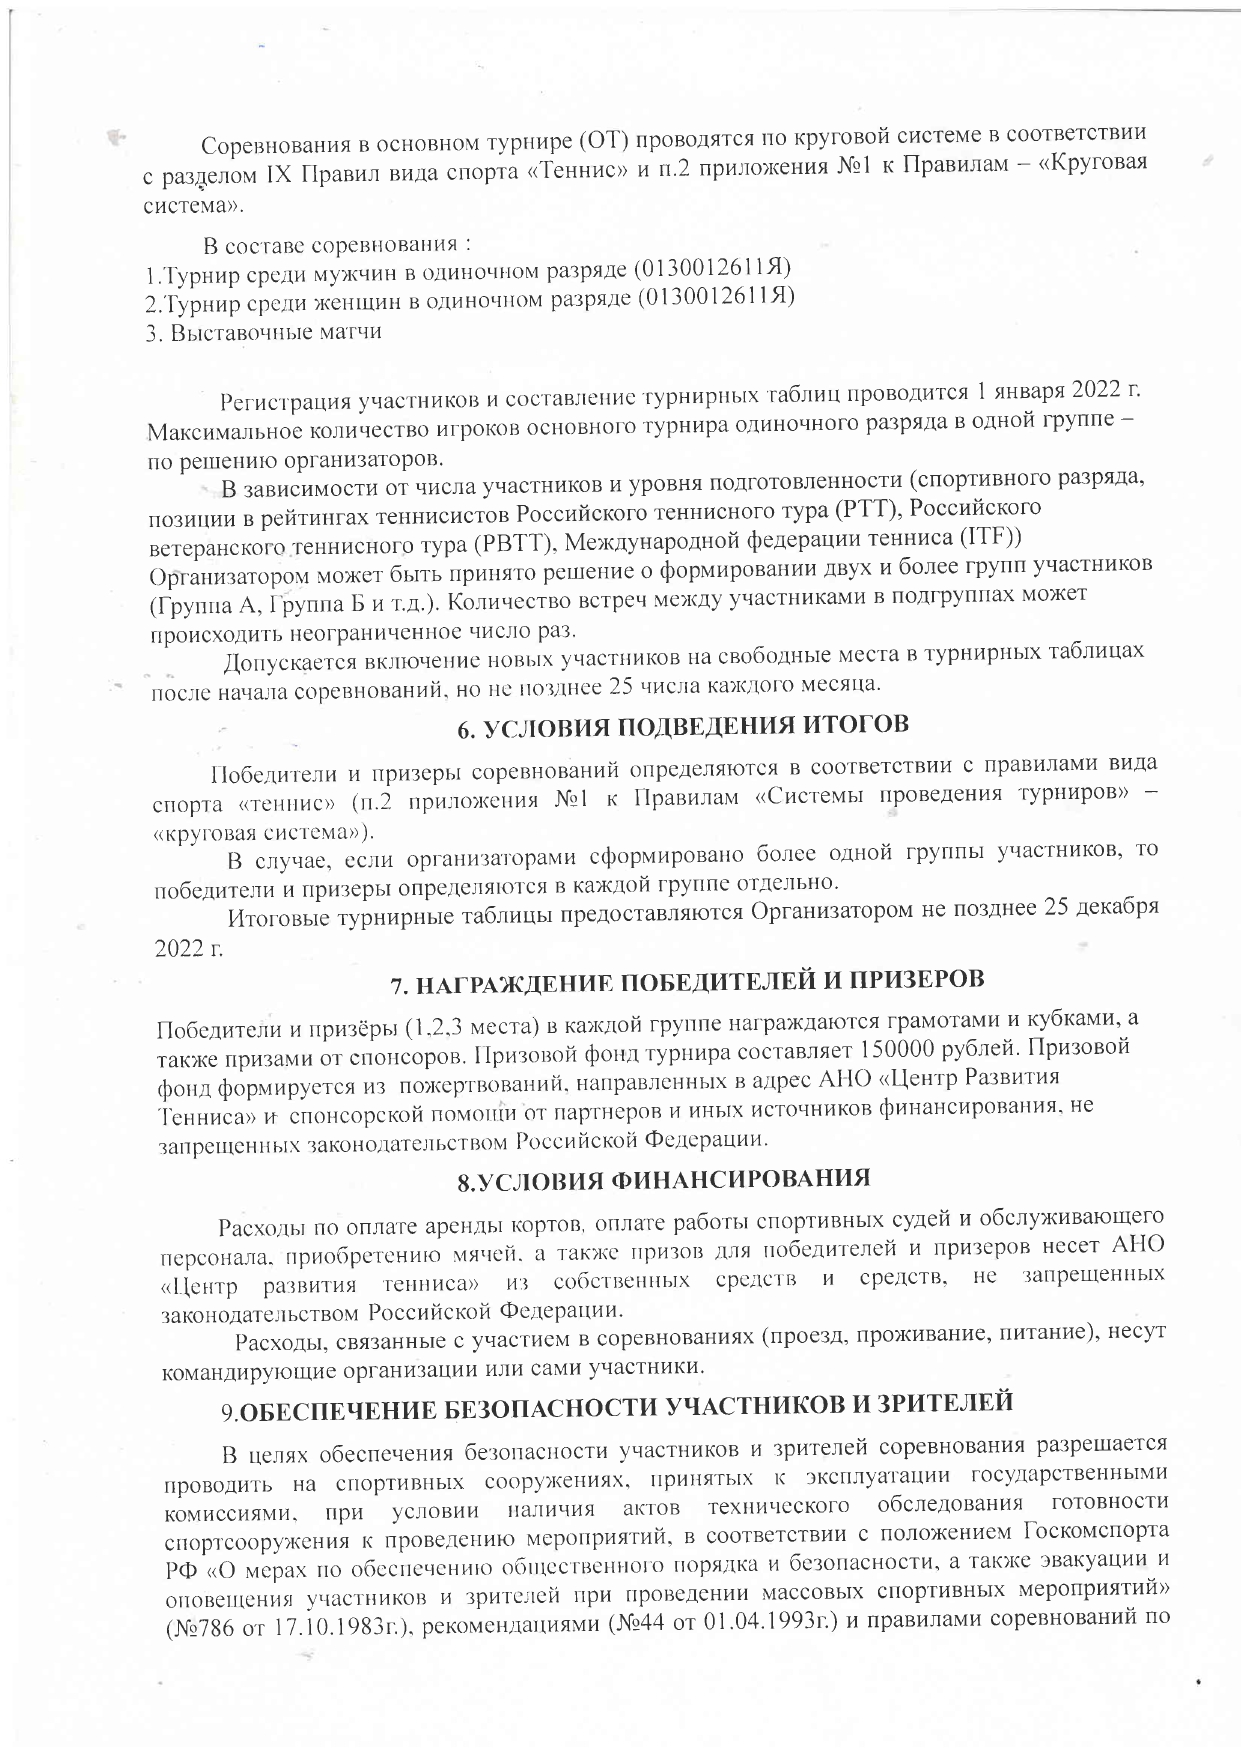 Соревнования в основном турнире (ОТ) проводятся по круговой системе в соответствии
с разделом IX Правил вида спорта «Теннис» и п.2 приложения №1 к Правилам – «Круговая
система».
В составе соревнования :
1.Турнир среди мужчин в одиночном разряде (0130012611Я)
2.Турнир среди женщин в одиночном разряде (0130012611Я)
3. Выставочные матчи
Регистрация участников и составление турнирных таблиц проводится 1 января 2022 г.
Максимальное количество игроков основного турнира одиночного разряда в одной группе –
по решению организаторов.
В зависимости от числа участников и уровня подготовленности (спортивного разряда,
позиции в рейтингах теннисистов Российского теннисного тура (РТТ), Российского
ветеранского теннисного тура (РВТТ), Международной федерации тенниса (ITF))
Организатором может быть принято решение о формировании двух и более групп участников
(Группа А, Группа Б и т.д.). Количество встреч между участниками в подгруппах может
происходить неограниченное число раз.
Допускается включение новых участников на свободные места в турнирных таблицах
после начала соревнований, но не позднее 25 числа каждого месяца.
6. УСЛОВИЯ ПОДВЕДЕНИЯ ИТОГОВ
Победители и призеры соревнований определяются в соответствии с правилами вида
спорта «теннис» (п.2 приложения №1 к Правилам «Системы проведения турниров» –
«круговая система»).
В случае, если организаторами сформировано более одной группы участников, то
победители и призеры определяются в каждой группе отдельно.
Итоговые турнирные таблицы предоставляются Организатором не позднее 25 декабря
2022 г.
7. НАГРАЖДЕНИЕ ПОБЕДИТЕЛЕЙ И ПРИЗЕРОВ
Победители и призёры (1,2,3 места) в каждой группе награждаются грамотами и кубками, а
также призами от спонсоров. Призовой фонд турнира составляет 150000 рублей. Призовой
фонд формируется из пожертвований, направленных в адрес АНО «Центр Развития
Тенниса» и спонсорской помощи от партнеров и иных источников финансирования, не
запрещенных законодательством Российской Федерации.
8.УСЛОВИЯ ФИНАНСИРОВАНИЯ
Расходы по оплате аренды кортов, оплате работы спортивных судей и обслуживающего
персонала, приобретению мячей, а также призов для победителей и призеров несет АНО
«Центр развития тенниса» из собственных средств и средств, не запрещенных
законодательством Российской Федерации.
Расходы, связанные с участием в соревнованиях (проезд, проживание, питание), несут
командирующие организации или сами участники.
9.ОБЕСПЕЧЕНИЕ БЕЗОПАСНОСТИ УЧАСТНИКОВ И ЗРИТЕЛЕЙ
В целях обеспечения безопасности участников и зрителей соревнования разрешается
проводить на спортивных сооружениях, принятых к эксплуатации государственными
комиссиями, при условии наличия актов технического обследования готовности
спортсооружения к проведению мероприятий, в соответствии с положением Госкомспорта
РФ «О мерах по обеспечению общественного порядка и безопасности, а также эвакуации и
оповещения участников и зрителей при проведении массовых спортивных мероприятий»
(№786 от 17.10.1983г.), рекомендациями (№44 от 01.04.1993г.) и правилами соревнований по